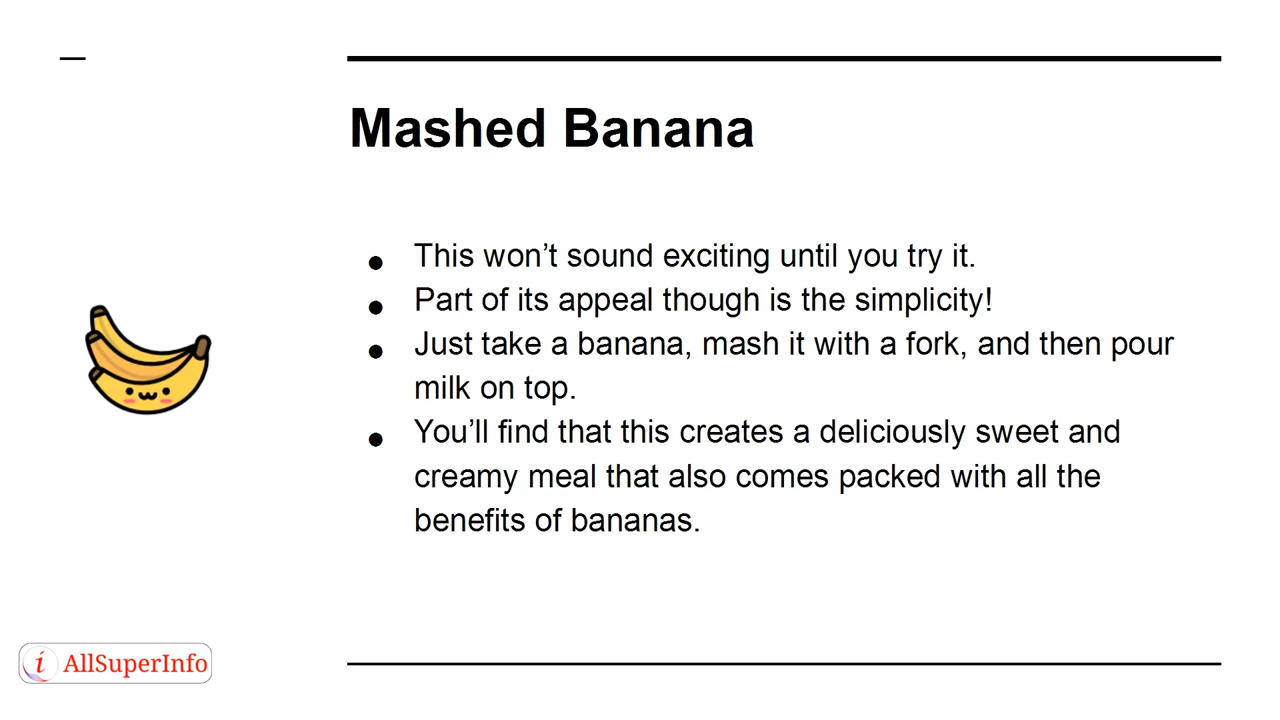 Mashed Banana
● This won’t sound exciting until you try it.
● Part of its appeal though is the simplicity!
● Just take a banana, mash it with a fork, and then pour
milk on top.
● You’ll find that this creates a deliciously sweet and
creamy meal that also comes packed with all the
benefits of bananas.
i AllSuperInfo